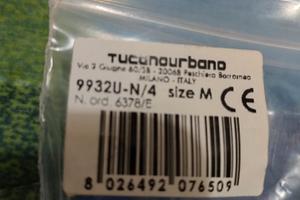 TUCANOURBANO
Via 2 Giugno 60/3B - 20068 Peschiera Borromeo
MILANO - ITALY
9932U-N/4 size M CE
N. ord. 6378/E
8 026492 076509